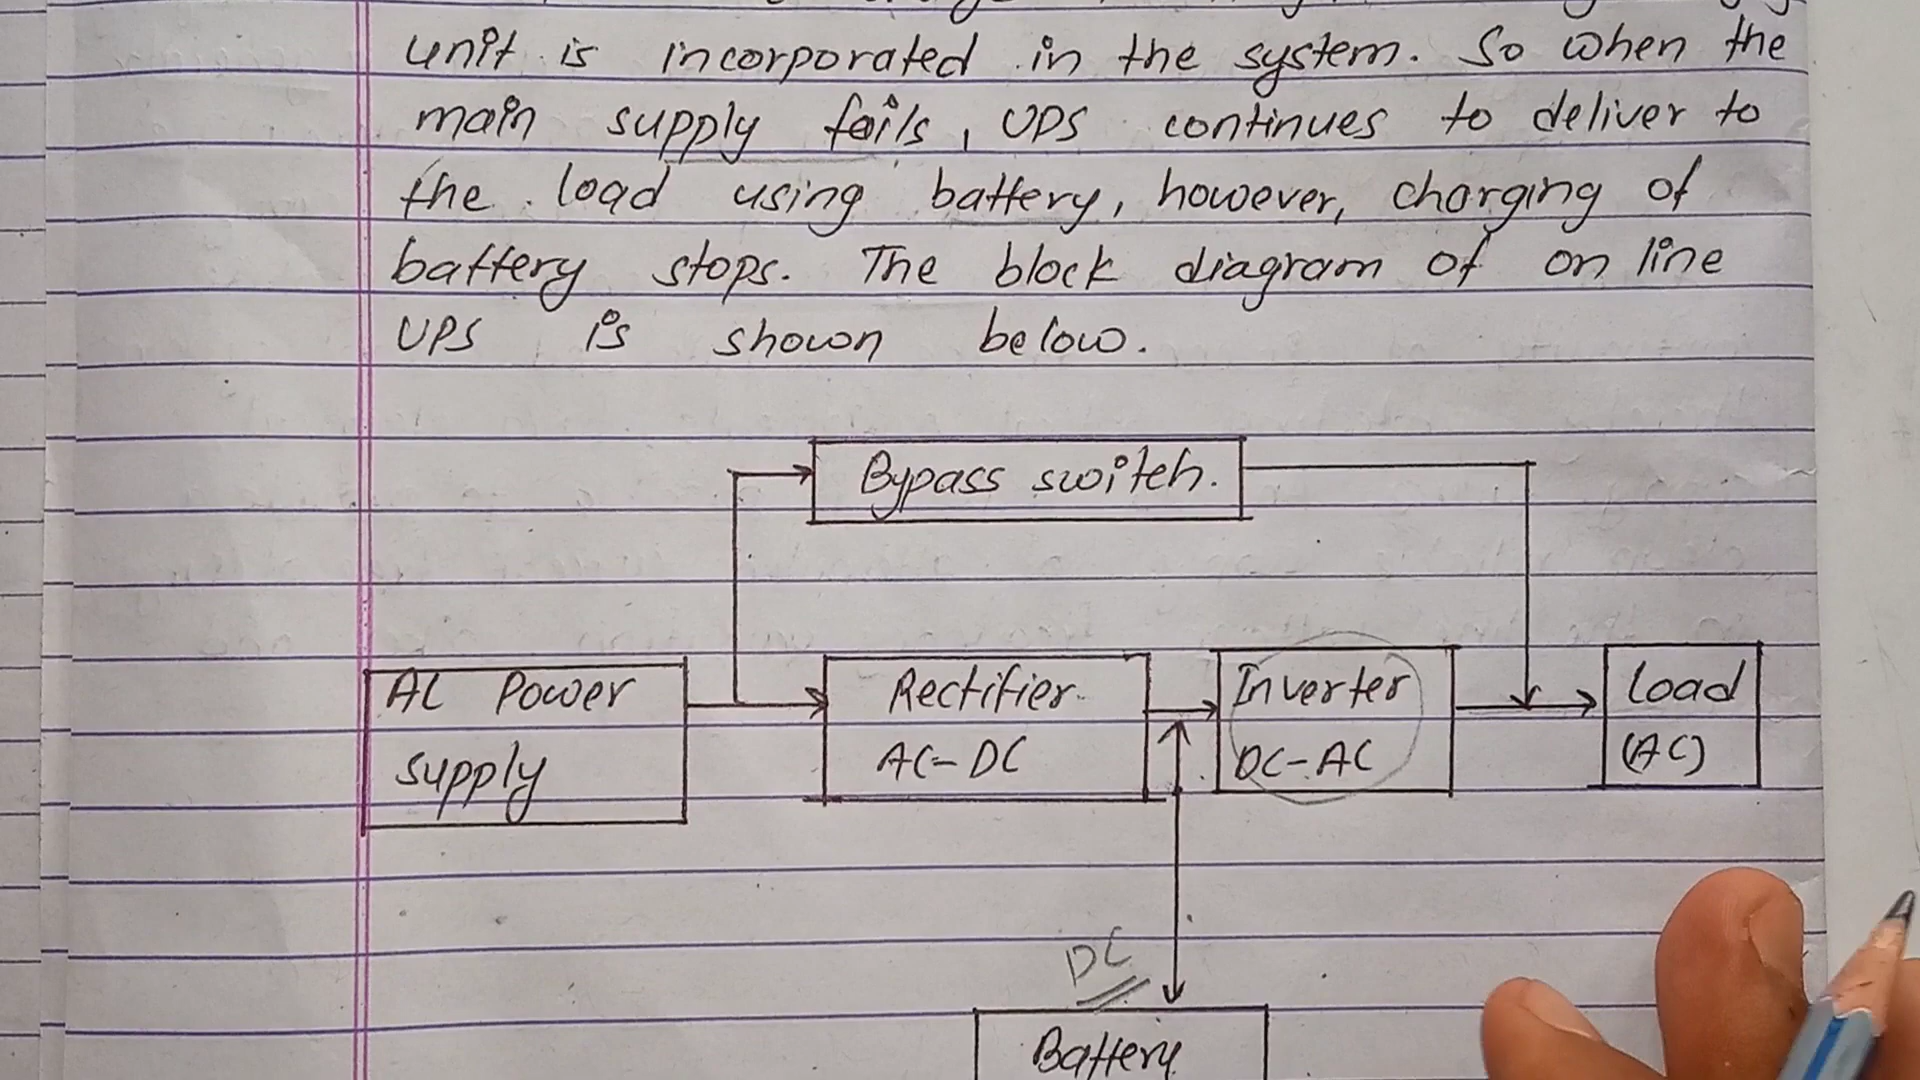 unit is incorporated in the system. So when the
main supply fails, UPS continues to deliver to
the load using battery, however, charging of
battery stops. The block diagram of on line
UPS is shown below.
Bypass switch.
AC Power
supply
Rectifier
AC-DC
Inverter
DC-AC
load
(AC)
DC
Battery